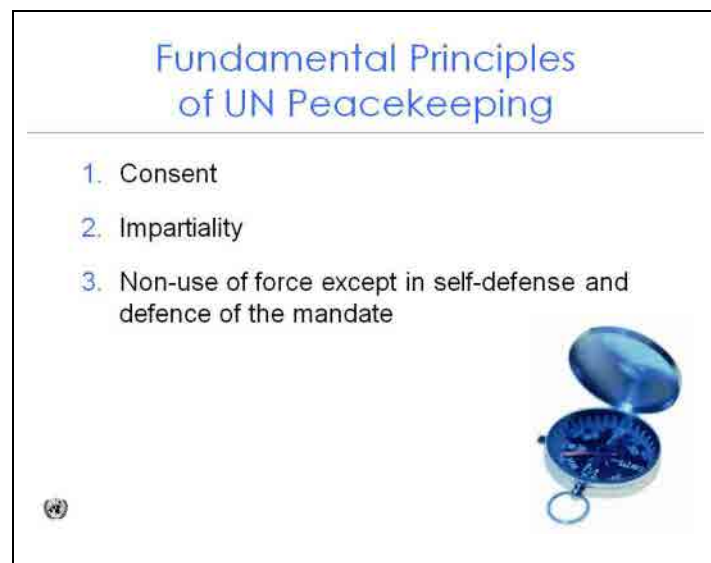 Fundamental Principles
of UN Peacekeeping
1. Consent
2. Impartiality
3. Non-use of force except in self-defense and
defence of the mandate